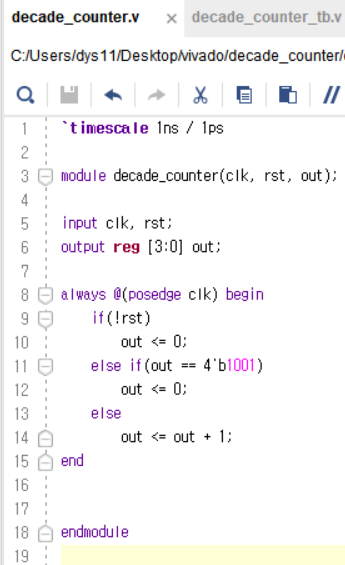 decade_counter.v × decade_counter_tb.v
C:/Users/dys11/Desktop/vivado/decade_counter/
//
1 `timescale 1ns / 1ps
2
3 module decade_counter(clk, rst, out);
4
5 input clk, rst;
6 output reg [3:0] out;
7
8 always @(posedge clk) begin
9 if(!rst)
10 out <= 0;
11 else if(out == 4'b1001)
12 out <= 0;
13 else
14 out <= out + 1;
15 end
16
17
18 endmodule
19